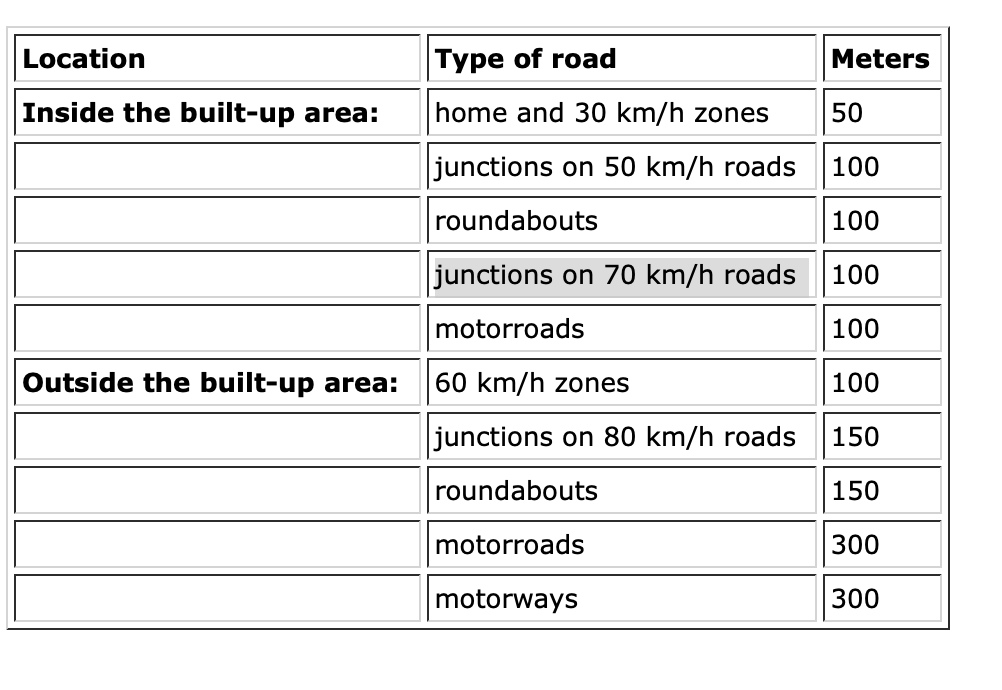 Location Type of road Meters
Inside the built-up area: home and 30 km/h zones 50
junctions on 50 km/h roads 100
roundabouts 100
junctions on 70 km/h roads 100
motorroads 100
Outside the built-up area: 60 km/h zones 100
junctions on 80 km/h roads 150
roundabouts 150
motorroads 300
motorways 300